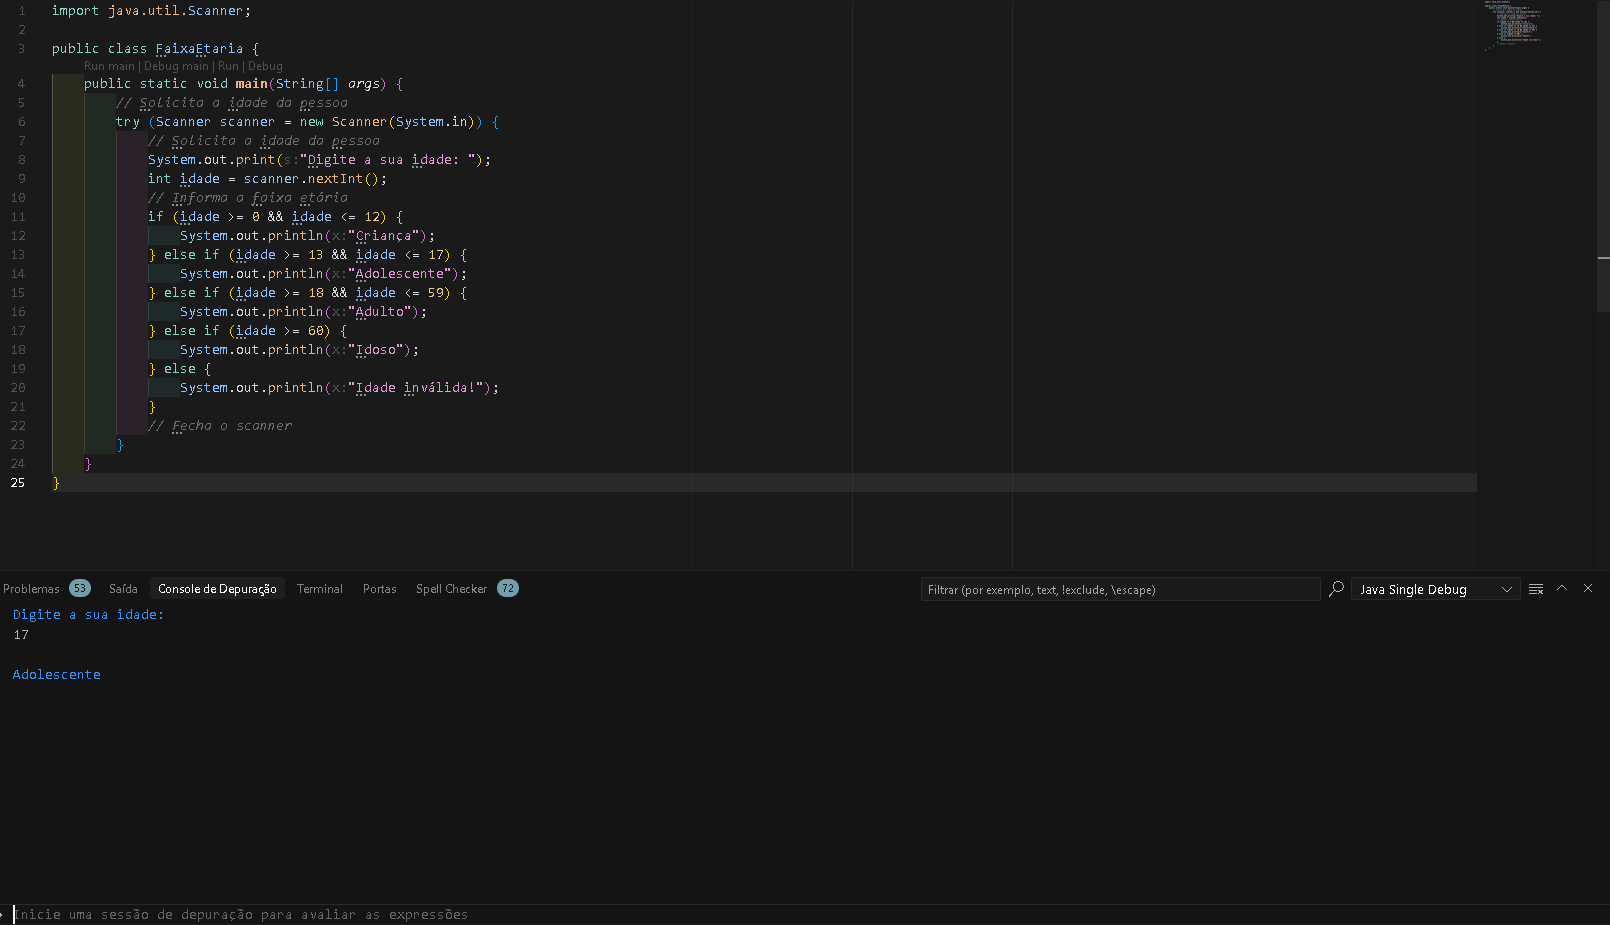 1 import java.util.Scanner;
2
3 public class FaixaEtaria {
Run main | Debug main | Run | Debug
4 public static void main(String[] args) {
5 // Solicita a idade da pessoa
6 try (Scanner scanner = new Scanner(System.in)) {
7 // Solicita a idade da pessoa
8 System.out.print(s:"Digite a sua idade: ");
9 int idade = scanner.nextInt();
10 // Informa a faixa etária
11 if (idade >= 0 && idade <= 12) {
12 System.out.println(x:"Criança");
13 } else if (idade >= 13 && idade <= 17) {
14 System.out.println(x:"Adolescente");
15 } else if (idade >= 18 && idade <= 59) {
16 System.out.println(x:"Adulto");
17 } else if (idade >= 60) {
18 System.out.println(x:"Idoso");
19 } else {
20 System.out.println(x:"Idade inválida!");
21 }
22 // Fecha o scanner
23 }
24 }
25 }
Problemas 53 Saída Console de Depuração Terminal Portas Spell Checker 72 Filtrar (por exemplo, text, !exclude, \escape) Java Single Debug
Digite a sua idade:
17
Adolescente
Inicie uma sessão de depuração para avaliar as expressões